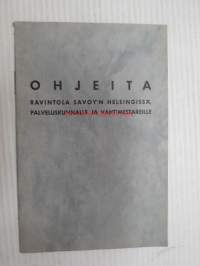 OHJEITA
RAVINTOLA SAVOY'N HELSINGISSÄ,
PALVELUSKUNNALLE JA VAHTIMESTAREILLE